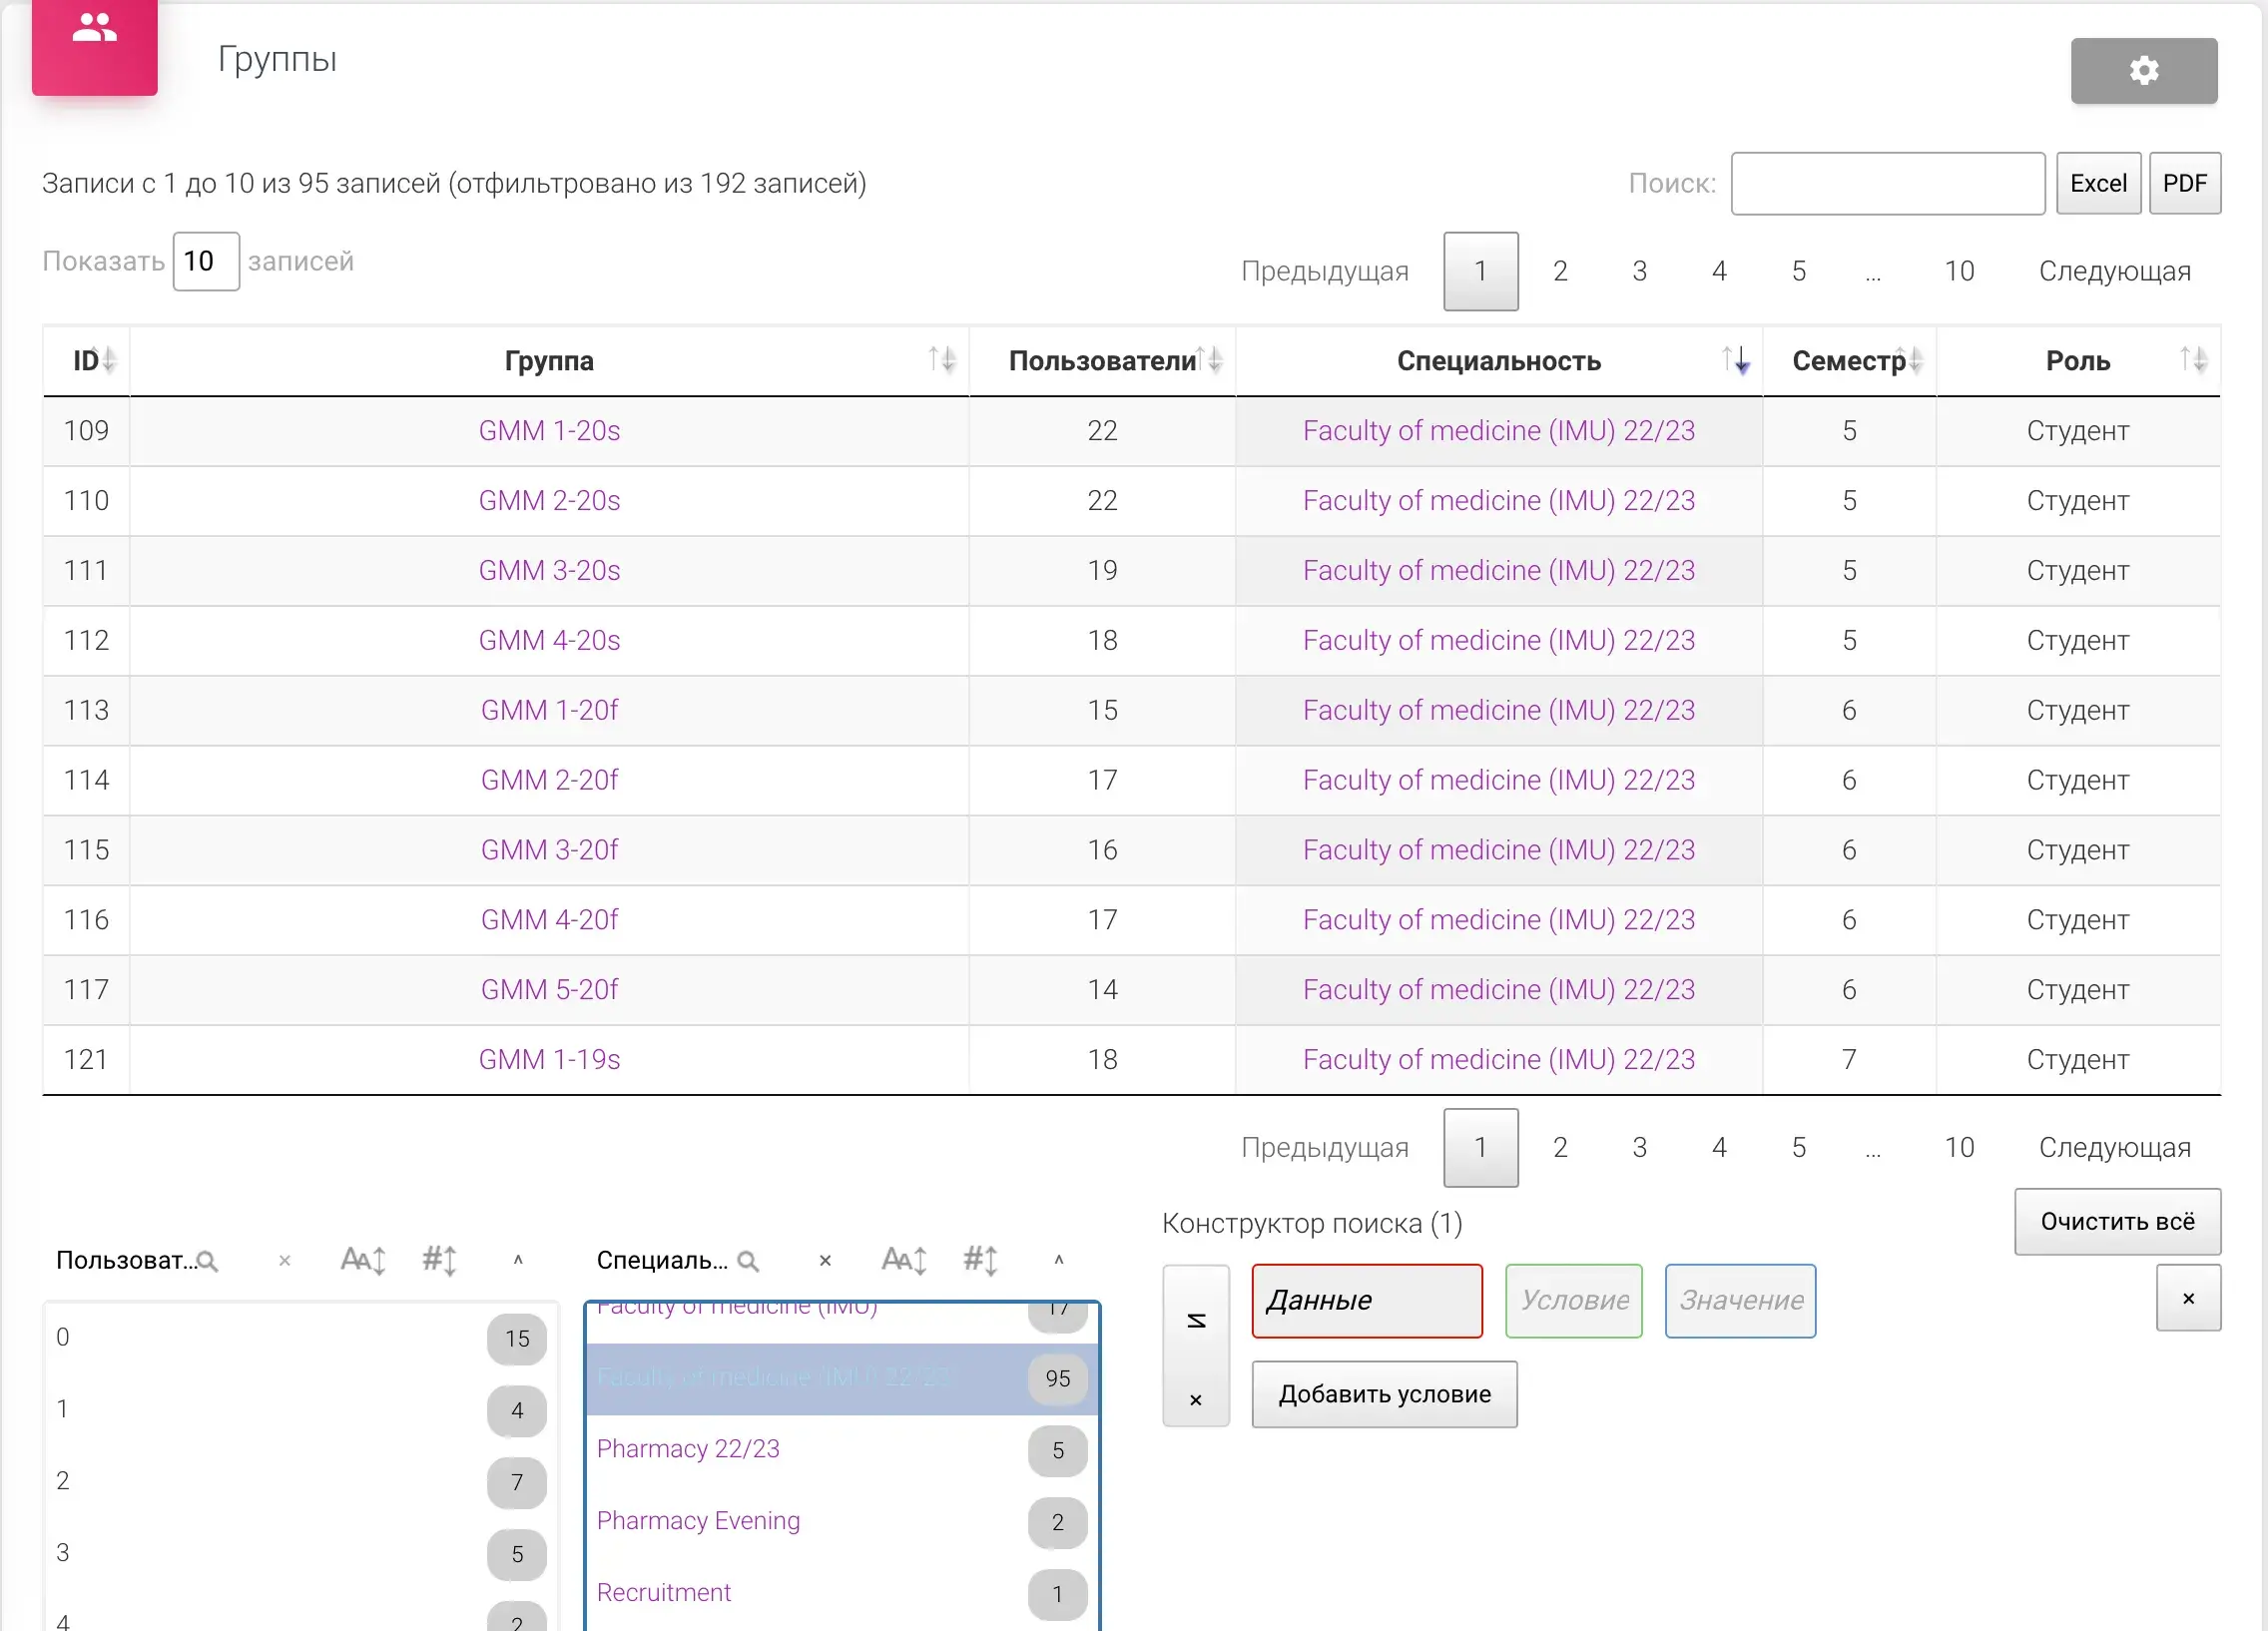 Группы
Записи с 1 до 10 из 95 записей (отфильтровано из 192 записей)
Поиск: Excel PDF
Показать 10 записей
Предыдущая 1 2 3 4 5 … 10 Следующая
ID Группа Пользователи Специальность Семестр Роль
109 GMM 1-20s 22 Faculty of medicine (IMU) 22/23 5 Студент
110 GMM 2-20s 22 Faculty of medicine (IMU) 22/23 5 Студент
111 GMM 3-20s 19 Faculty of medicine (IMU) 22/23 5 Студент
112 GMM 4-20s 18 Faculty of medicine (IMU) 22/23 5 Студент
113 GMM 1-20f 15 Faculty of medicine (IMU) 22/23 6 Студент
114 GMM 2-20f 17 Faculty of medicine (IMU) 22/23 6 Студент
115 GMM 3-20f 16 Faculty of medicine (IMU) 22/23 6 Студент
116 GMM 4-20f 17 Faculty of medicine (IMU) 22/23 6 Студент
117 GMM 5-20f 14 Faculty of medicine (IMU) 22/23 6 Студент
121 GMM 1-19s 18 Faculty of medicine (IMU) 22/23 7 Студент
Предыдущая 1 2 3 4 5 … 10 Следующая
Конструктор поиска (1)
Очистить всё
Пользоват...
Специаль...
И
×
Данные Условие Значение ×
Добавить условие
0 15
1 4
2 7
3 5
4 2
Faculty of medicine (IMU) 17
Faculty of medicine (IMU) 22/23 95
Pharmacy 22/23 5
Pharmacy Evening 2
Recruitment 1